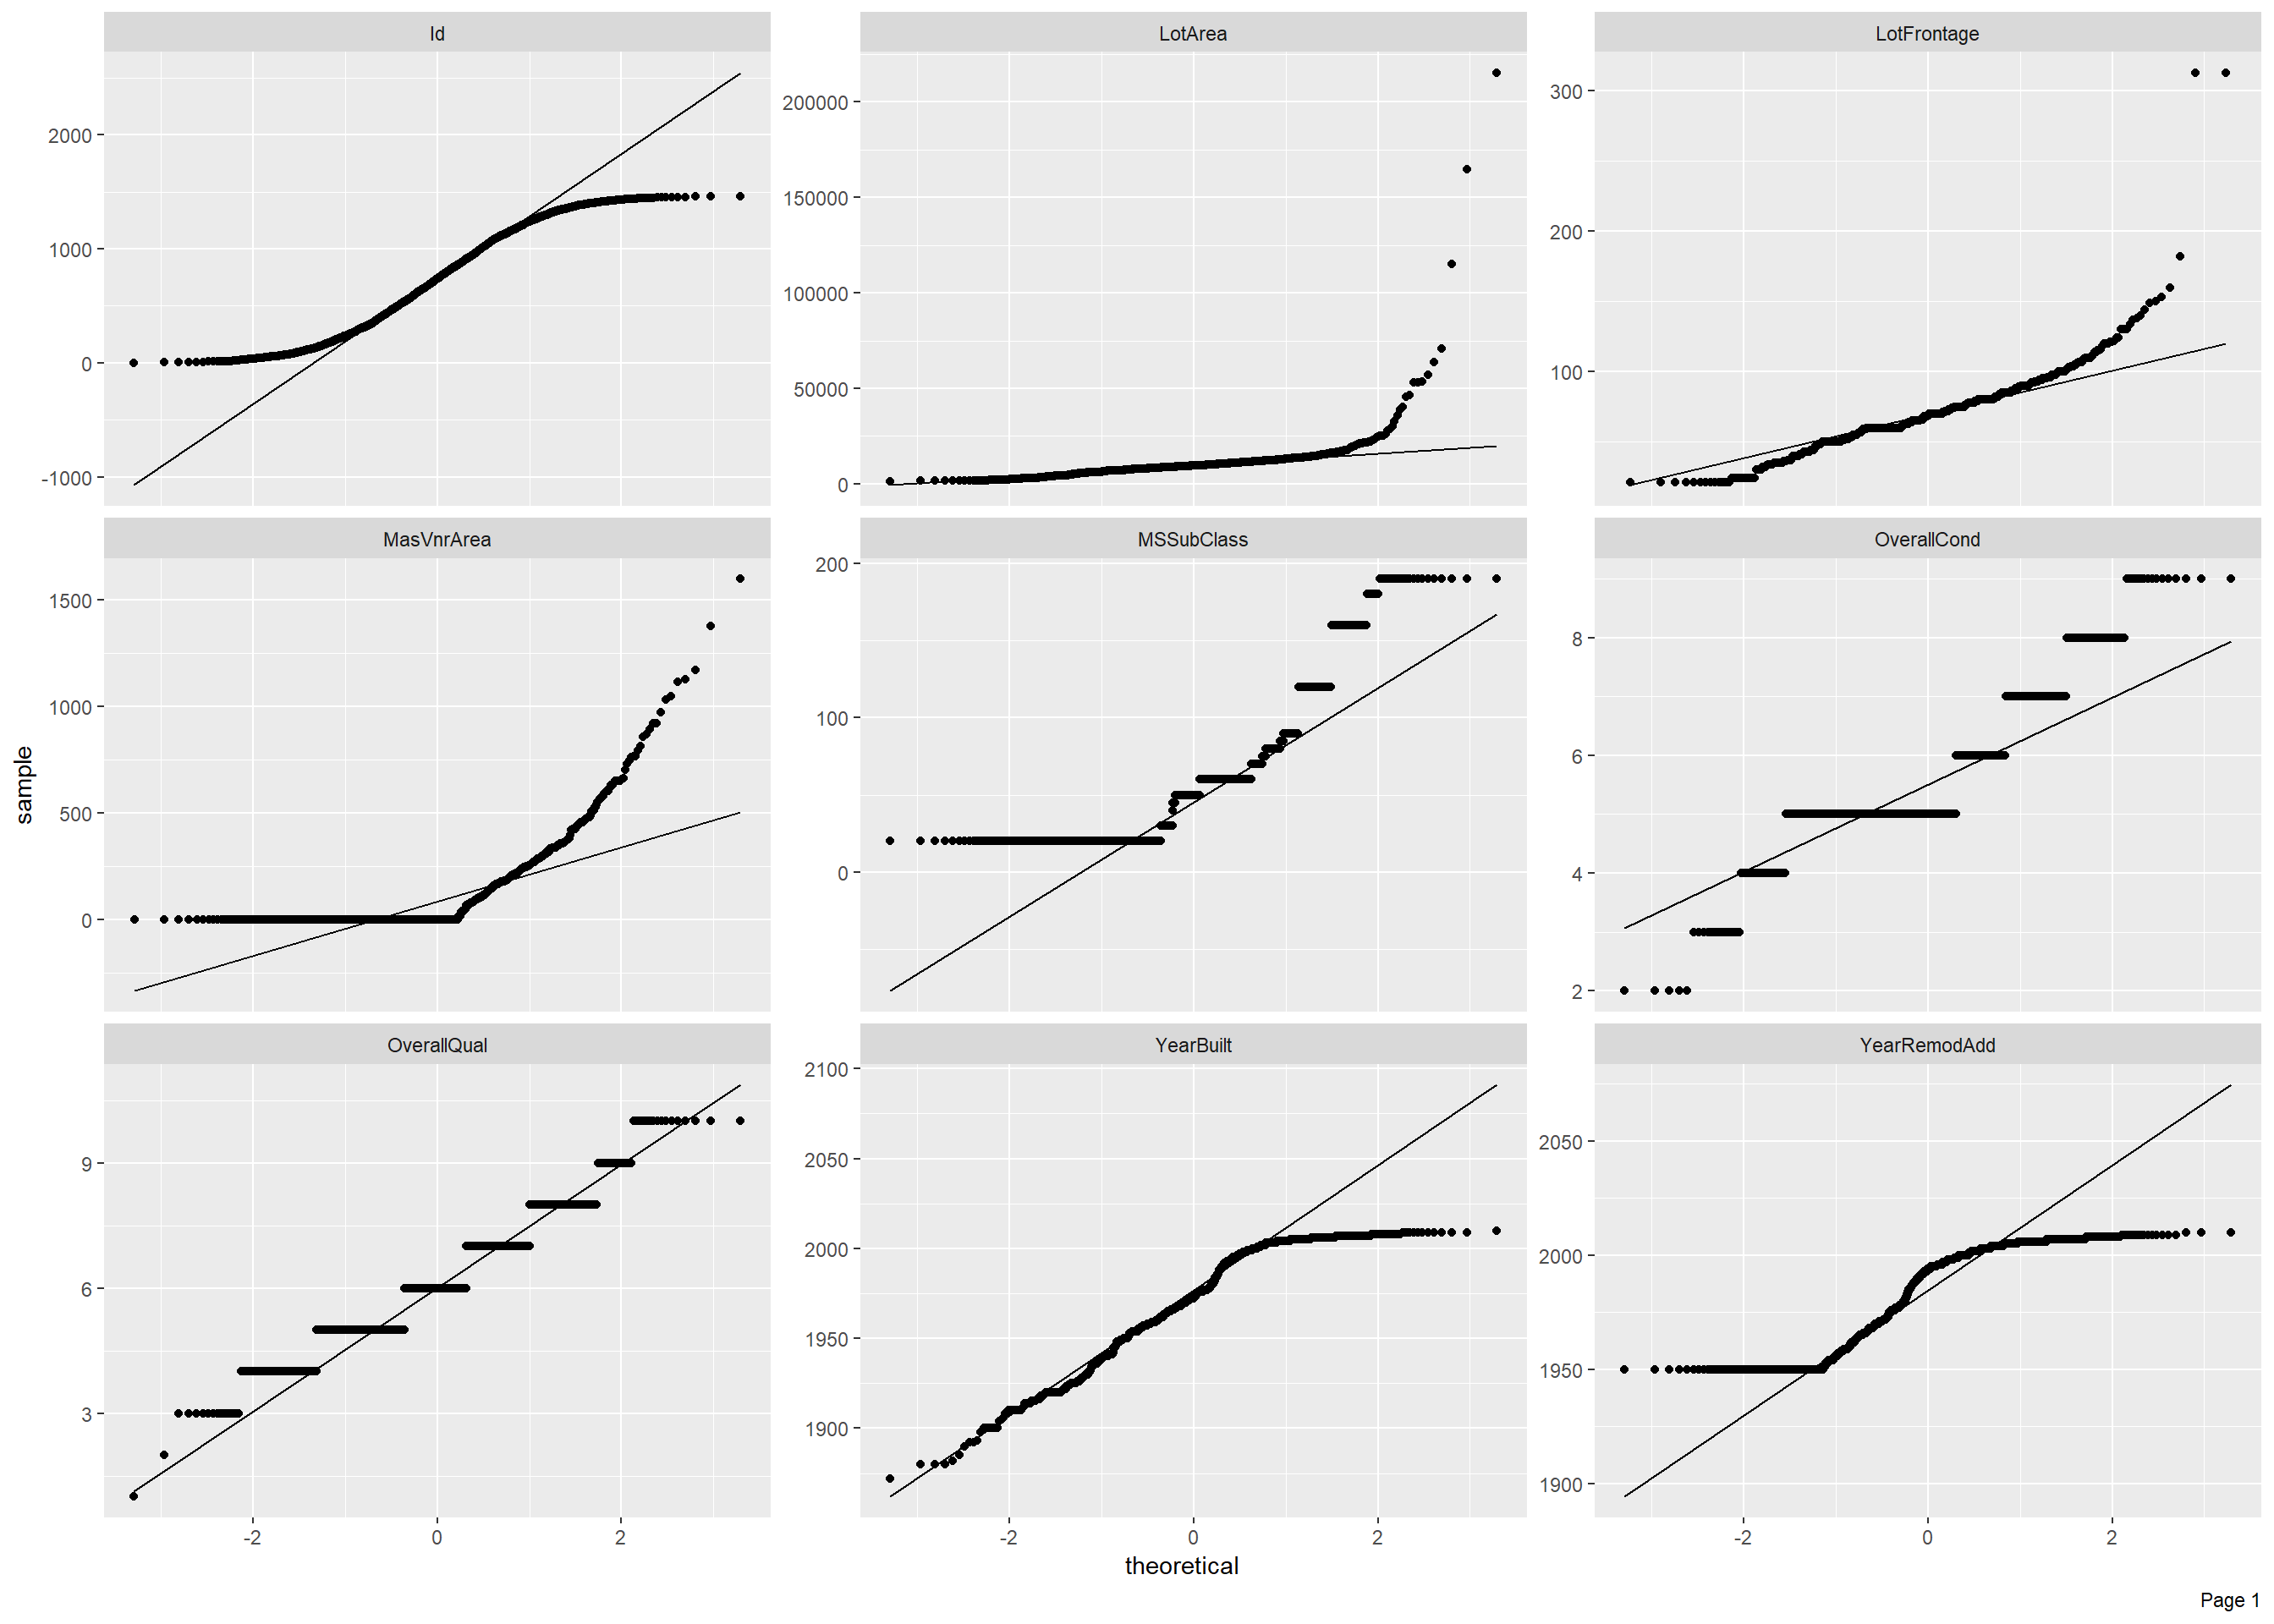 Id
LotArea
LotFrontage
2000
1000
0
-1000
200000
150000
100000
50000
0
300
200
100
MasVnrArea
MSSubClass
OverallCond
1500
1000
500
0
200
100
0
8
6
4
2
sample
OverallQual
YearBuilt
YearRemodAdd
9
6
3
2100
2050
2000
1950
1900
2050
2000
1950
1900
-2 0 2
-2 0 2
-2 0 2
theoretical
Page 1